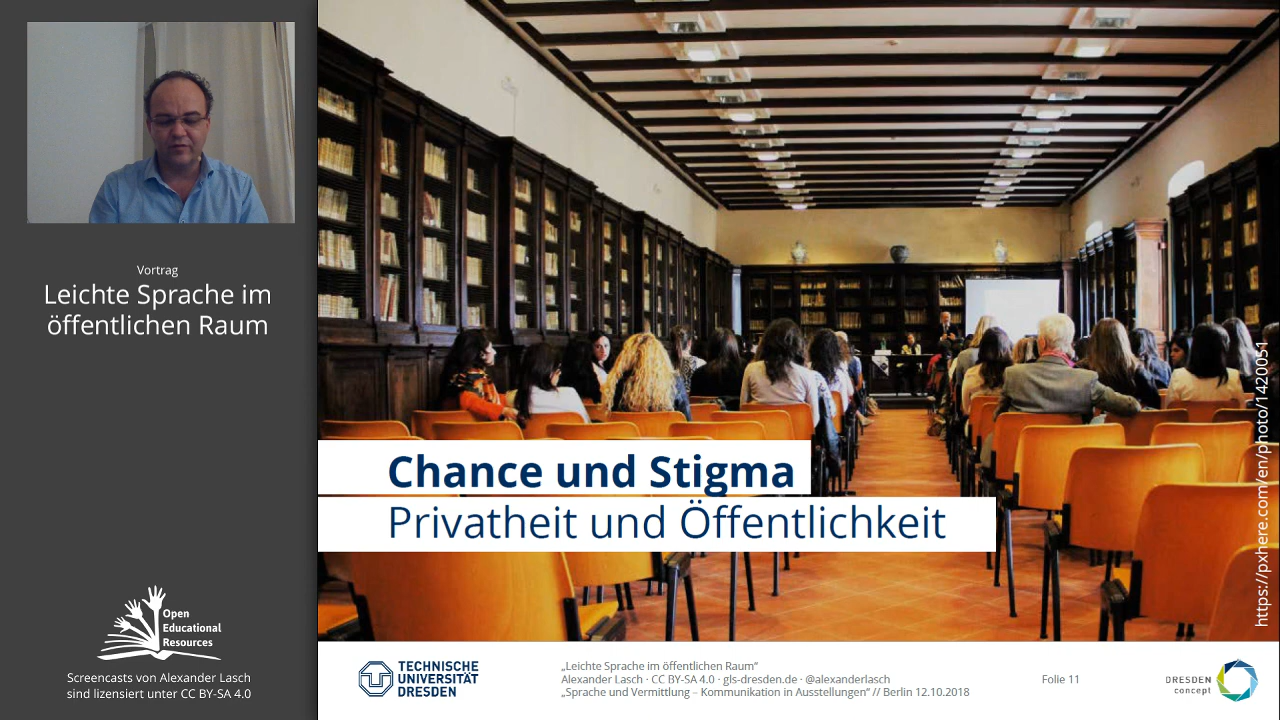 Vortrag
Leichte Sprache im
öffentlichen Raum
Open
Educational
Resources
Screencasts von Alexander Lasch
sind lizensiert unter CC BY-SA 4.0
Chance und Stigma
Privatheit und Öffentlichkeit
https://pxhere.com/en/photo/1420051
TECHNISCHE
UNIVERSITÄT
DRESDEN
„Leichte Sprache im öffentlichen Raum“
Alexander Lasch · CC BY-SA 4.0 · gls-dresden.de · @alexanderlasch
„Sprache und Vermittlung – Kommunikation in Ausstellungen“ // Berlin 12.10.2018
Folie 11
DRESDEN
concept